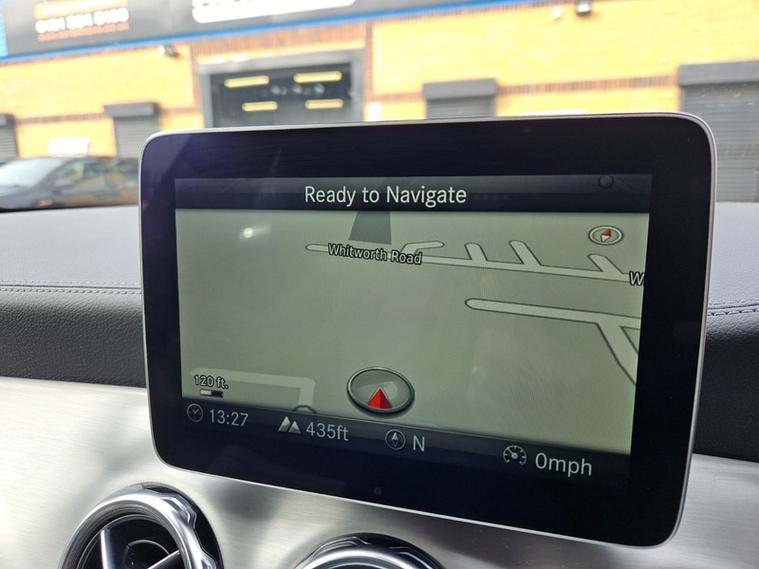 Ready to Navigate
Whitworth Road
W
120 ft.
13:27
435ft
N
0mph